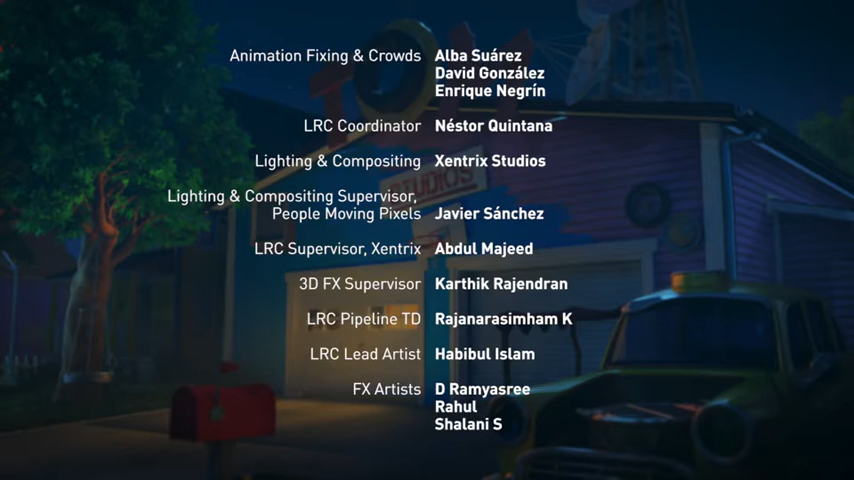 Animation Fixing & Crowds Alba Suárez
David González
Enrique Negrín
LRC Coordinator Néstor Quintana
Lighting & Compositing Xentrix Studios
Lighting & Compositing Supervisor,
People Moving Pixels Javier Sánchez
LRC Supervisor, Xentrix Abdul Majeed
3D FX Supervisor Karthik Rajendran
LRC Pipeline TD Rajanarasimham K
LRC Lead Artist Habibul Islam
FX Artists D Ramyasree
Rahul
Shalani S
STUDIOS